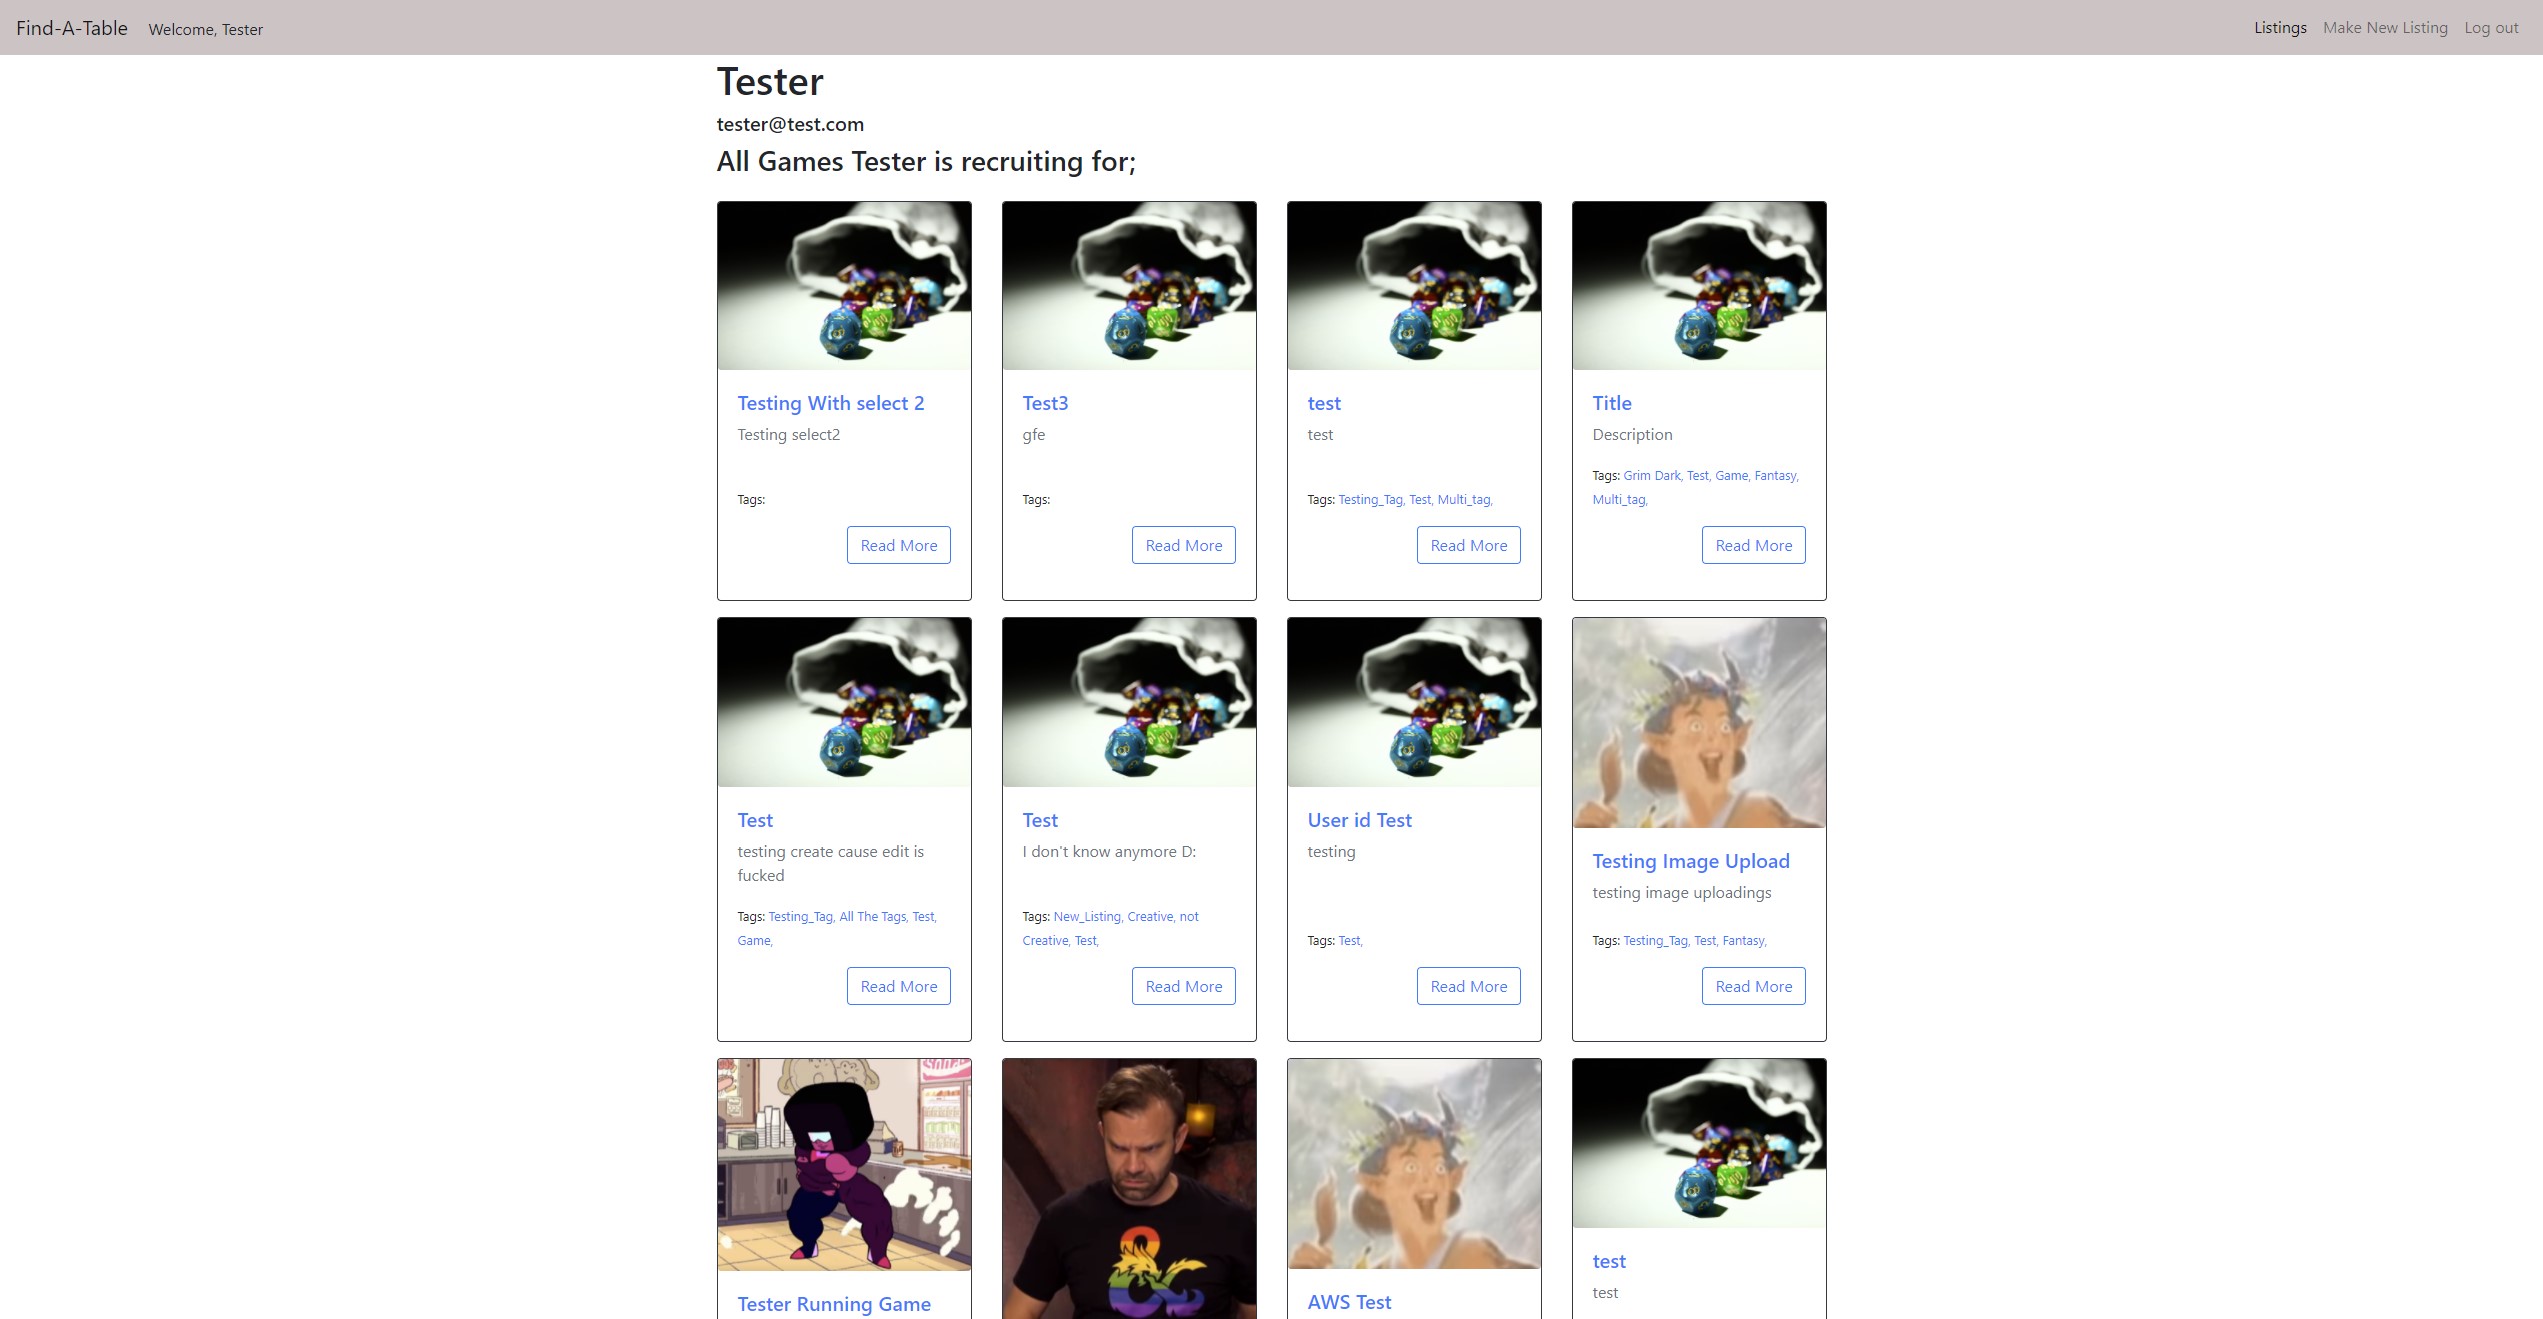 Find-A-Table Welcome, Tester Listings Make New Listing Log out
Tester
tester@test.com
All Games Tester is recruiting for;
Testing With select 2
Testing select2
Tags:
Read More
Test3
gfe
Tags:
Read More
test
test
Tags: Testing_Tag, Test, Multi_tag,
Read More
Title
Description
Tags: Grim Dark, Test, Game, Fantasy,
Multi_tag,
Read More
Test
testing create cause edit is
fucked
Tags: Testing_Tag, All The Tags, Test,
Game,
Read More
Test
I don't know anymore D:
Tags: New_Listing, Creative, not
Creative, Test,
Read More
User id Test
testing
Tags: Test,
Read More
Testing Image Upload
testing image uploadings
Tags: Testing_Tag, Test, Fantasy,
Read More
Tester Running Game
AWS Test
test
test